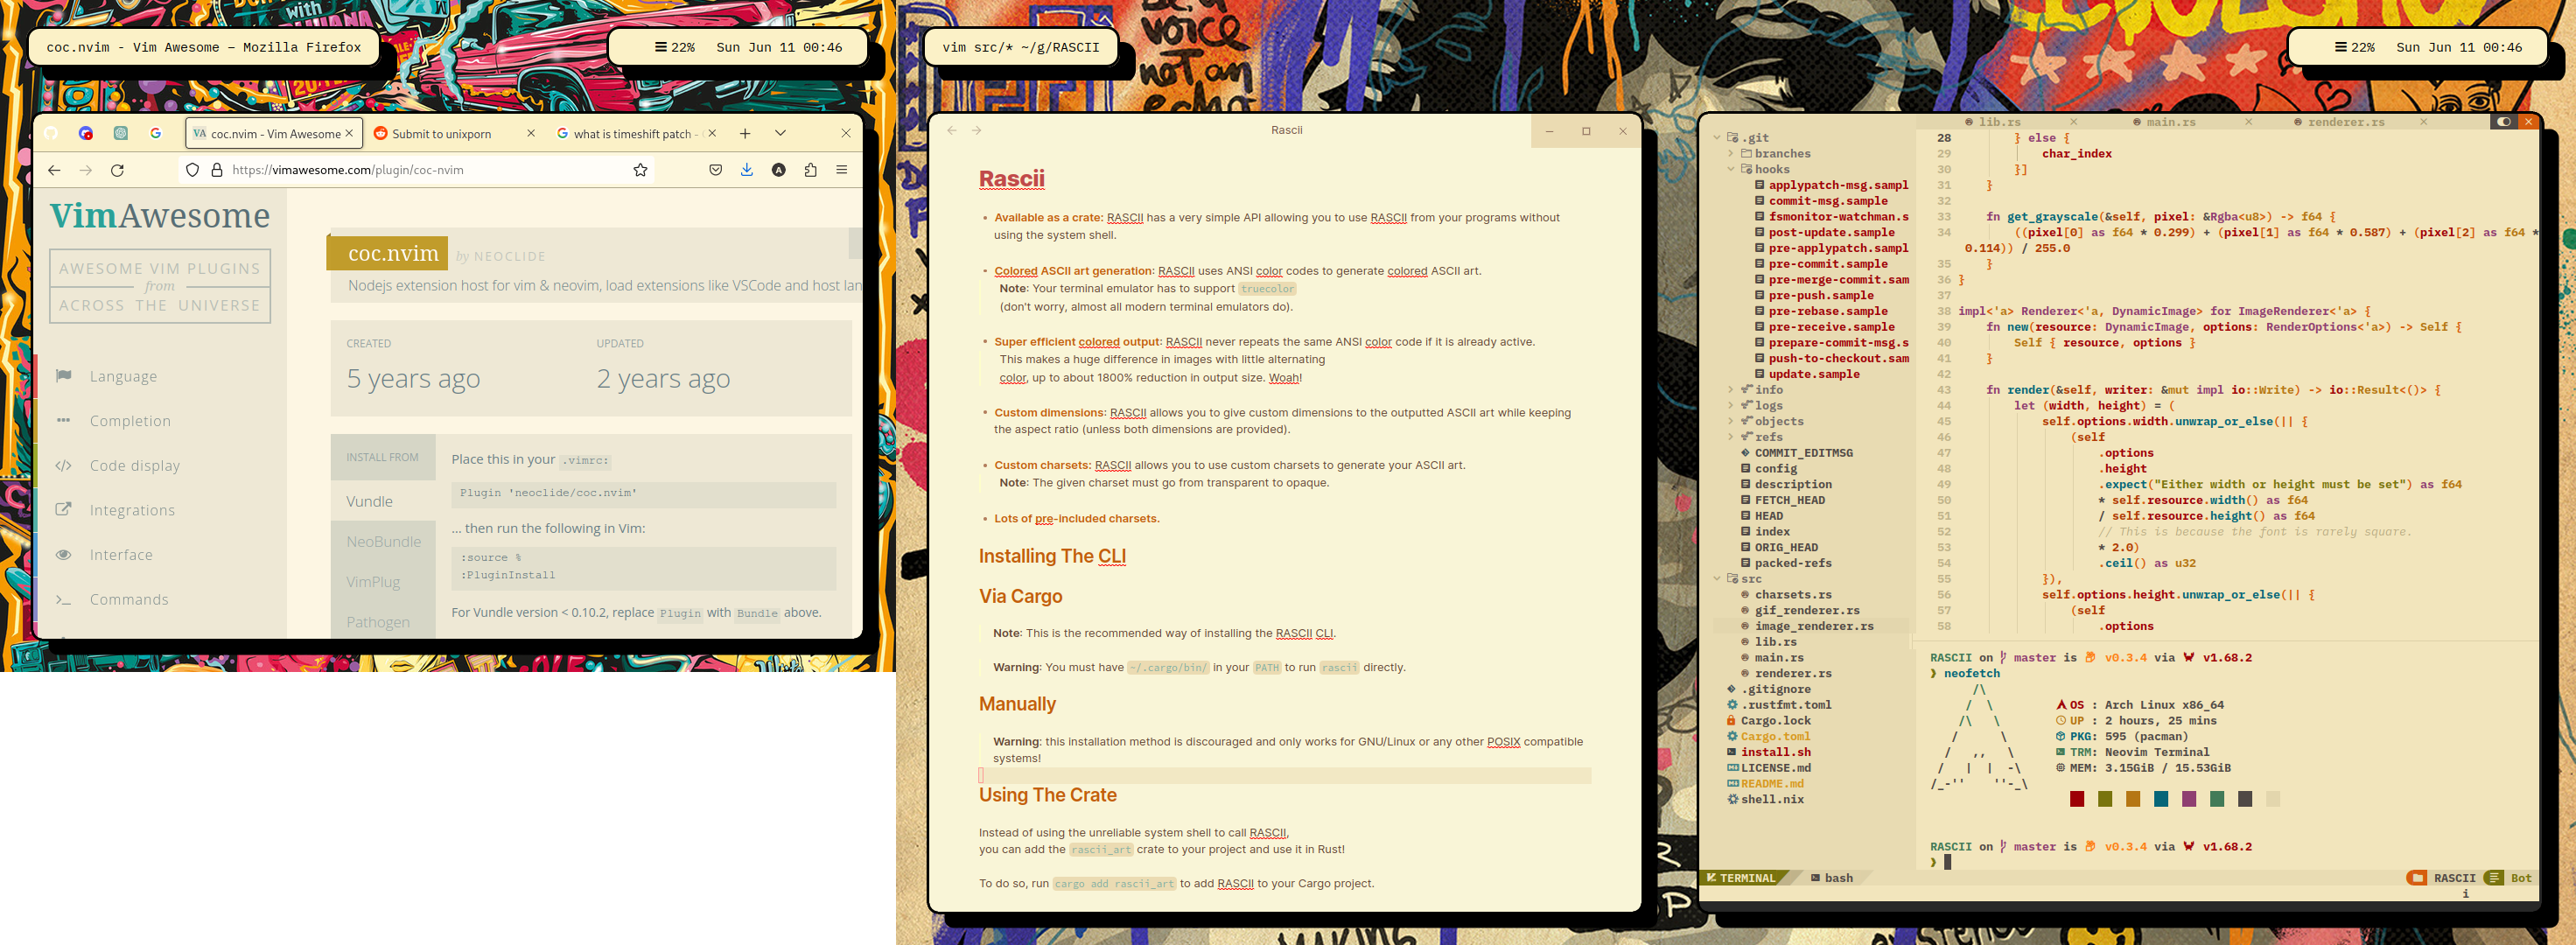 coc.nvim - Vim Awesome — Mozilla Firefox
22% Sun Jun 11 00:46
vim src/* ~/g/RASCII
22% Sun Jun 11 00:46
with
voice
not an
echo
coc.nvim - Vim Awesome
Submit to unixporn
what is timeshift patch -
https://vimawesome.com/plugin/coc-nvim
VimAwesome
AWESOME VIM PLUGINS
from
ACROSS THE UNIVERSE
Language
Completion
Code display
Integrations
Interface
Commands
coc.nvim by NEOCLIDE
Nodejs extension host for vim & neovim, load extensions like VSCode and host lan
CREATED
5 years ago
UPDATED
2 years ago
INSTALL FROM
Vundle
NeoBundle
VimPlug
Pathogen
Place this in your .vimrc:
Plugin 'neoclide/coc.nvim'
... then run the following in Vim:
:source %
:PluginInstall
For Vundle version < 0.10.2, replace Plugin with Bundle above.
Rascii
Rascii
• Available as a crate: RASCII has a very simple API allowing you to use RASCII from your programs without
using the system shell.
• Colored ASCII art generation: RASCII uses ANSI color codes to generate colored ASCII art.
Note: Your terminal emulator has to support truecolor
(don't worry, almost all modern terminal emulators do).
• Super efficient colored output: RASCII never repeats the same ANSI color code if it is already active.
This makes a huge difference in images with little alternating
color, up to about 1800% reduction in output size. Woah!
• Custom dimensions: RASCII allows you to give custom dimensions to the outputted ASCII art while keeping
the aspect ratio (unless both dimensions are provided).
• Custom charsets: RASCII allows you to use custom charsets to generate your ASCII art.
Note: The given charset must go from transparent to opaque.
• Lots of pre-included charsets.
Installing The CLI
Via Cargo
Note: This is the recommended way of installing the RASCII CLI.
Warning: You must have ~/.cargo/bin/ in your PATH to run rascii directly.
Manually
Warning: this installation method is discouraged and only works for GNU/Linux or any other POSIX compatible
systems!
Using The Crate
Instead of using the unreliable system shell to call RASCII,
you can add the rascii_art crate to your project and use it in Rust!
To do so, run cargo add rascii_art to add RASCII to your Cargo project.
.git
branches
hooks
applypatch-msg.sampl
commit-msg.sample
fsmonitor-watchman.s
post-update.sample
pre-applypatch.sampl
pre-commit.sample
pre-merge-commit.sam
pre-push.sample
pre-rebase.sample
pre-receive.sample
prepare-commit-msg.s
push-to-checkout.sam
update.sample
info
logs
objects
refs
COMMIT_EDITMSG
config
description
FETCH_HEAD
HEAD
index
ORIG_HEAD
packed-refs
src
charsets.rs
gif_renderer.rs
image_renderer.rs
lib.rs
main.rs
renderer.rs
.gitignore
.rustfmt.toml
Cargo.lock
Cargo.toml
install.sh
LICENSE.md
README.md
shell.nix
lib.rs × main.rs × renderer.rs ×
28 } else {
29 char_index
30 }]
31 }
32
33 fn get_grayscale(&self, pixel: &Rgba<u8>) -> f64 {
34 ((pixel[0] as f64 * 0.299) + (pixel[1] as f64 * 0.587) + (pixel[2] as f64 *
0.114)) / 255.0
35 }
36 }
37
38 impl<'a> Renderer<'a, DynamicImage> for ImageRenderer<'a> {
39 fn new(resource: DynamicImage, options: RenderOptions<'a>) -> Self {
40 Self { resource, options }
41 }
42
43 fn render(&self, writer: &mut impl io::Write) -> io::Result<()> {
44 let (width, height) = (
45 self.options.width.unwrap_or_else(|| {
46 (self
47 .options
48 .height
49 .expect("Either width or height must be set") as f64
50 * self.resource.width() as f64
51 / self.resource.height() as f64
52 // This is because the font is rarely square.
53 * 2.0)
54 .ceil() as u32
55 }),
56 self.options.height.unwrap_or_else(|| {
57 (self
58 .options
RASCII on master is v0.3.4 via v1.68.2
❱ neofetch
OS : Arch Linux x86_64
UP : 2 hours, 25 mins
PKG: 595 (pacman)
TRM: Neovim Terminal
MEM: 3.15GiB / 15.53GiB
RASCII on master is v0.3.4 via v1.68.2
❱
TERMINAL bash RASCII Bot
i
MAKING